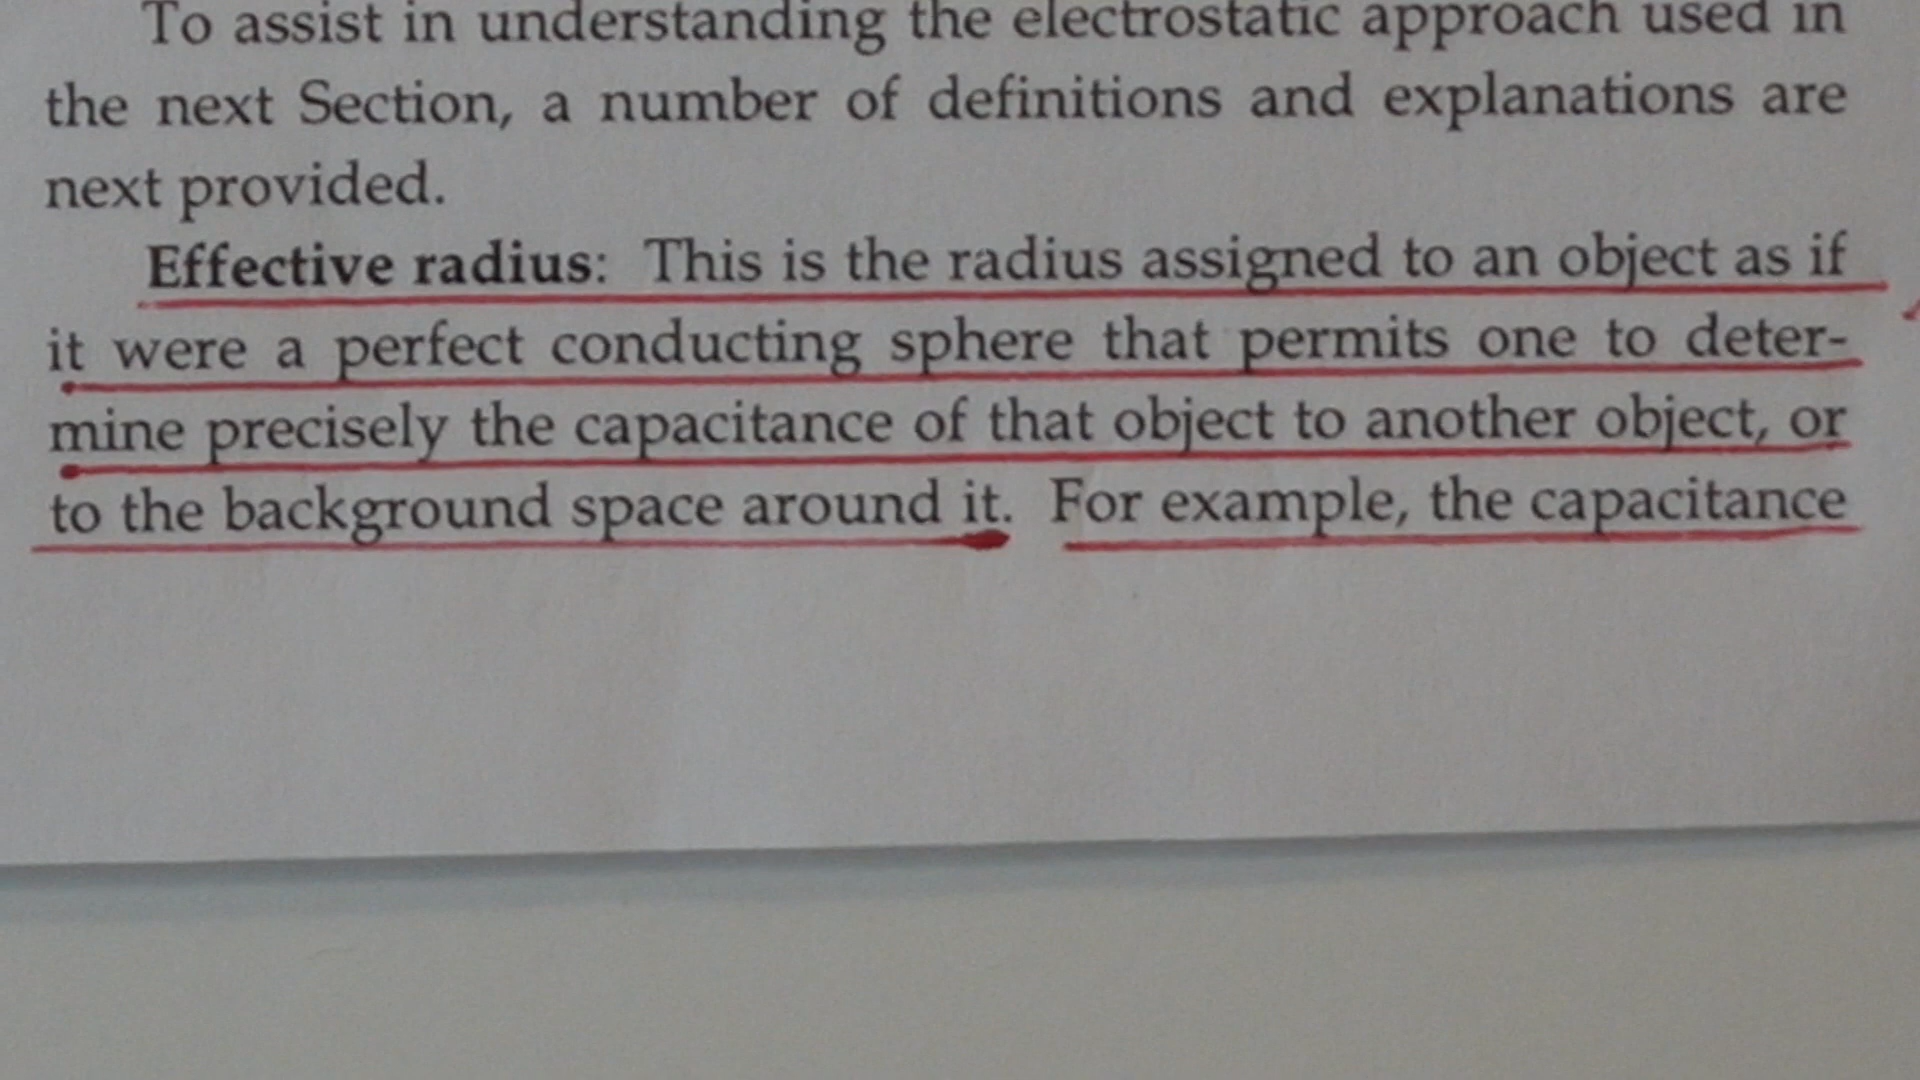 To assist in understanding the electrostatic approach used in
the next Section, a number of definitions and explanations are
next provided.
Effective radius: This is the radius assigned to an object as if
it were a perfect conducting sphere that permits one to deter-
mine precisely the capacitance of that object to another object, or
to the background space around it. For example, the capacitance